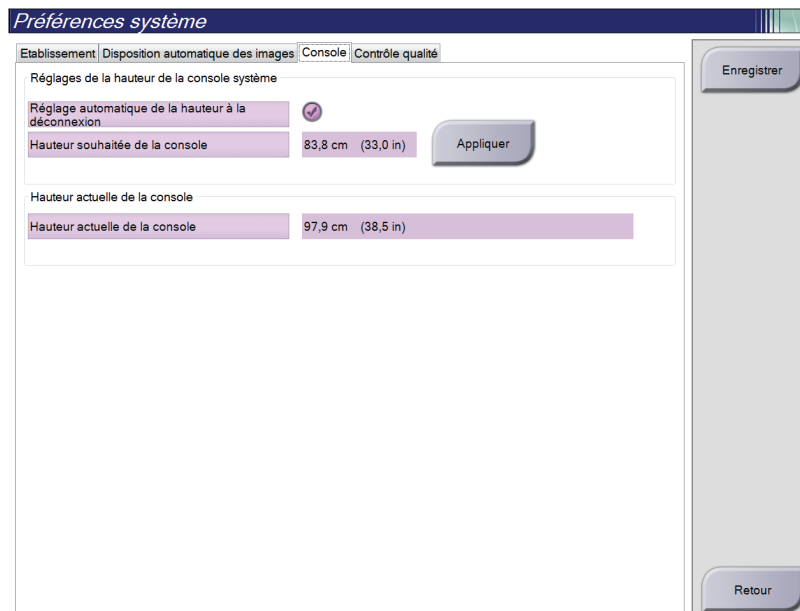 Préférences système
Etablissement Disposition automatique des images Console Contrôle qualité
Enregistrer
Réglages de la hauteur de la console système
Réglage automatique de la hauteur à la
déconnexion
Hauteur souhaitée de la console 83,8 cm (33,0 in) Appliquer
Hauteur actuelle de la console
Hauteur actuelle de la console 97,9 cm (38,5 in)
Retour